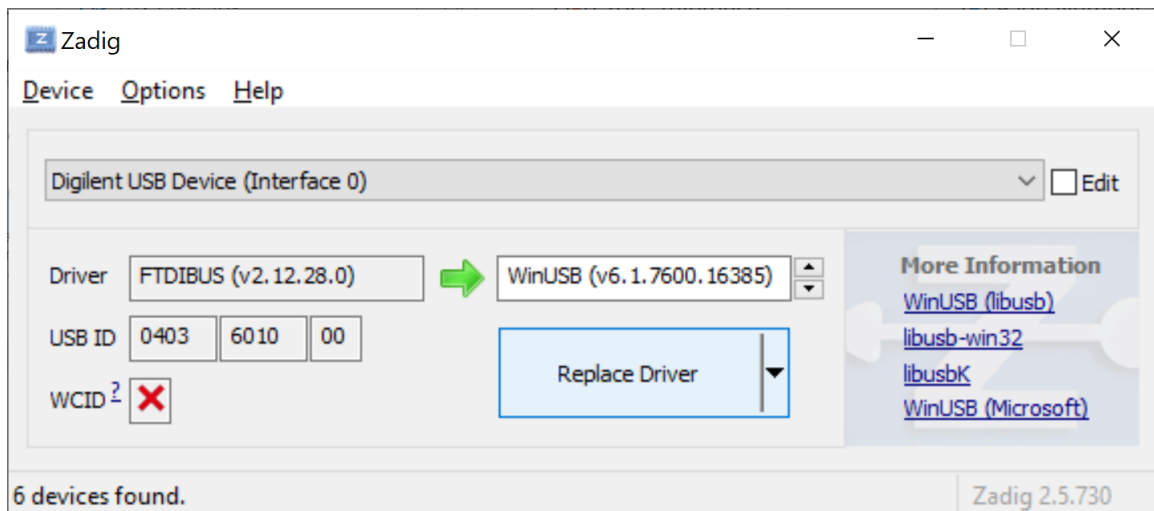 Zadig
Device Options Help
Digilent USB Device (Interface 0) Edit
Driver FTDIBUS (v2.12.28.0) WinUSB (v6.1.7600.16385)
USB ID 0403 6010 00
WCID ?
Replace Driver
More Information
WinUSB (libusb)
libusb-win32
libusbK
WinUSB (Microsoft)
6 devices found.
Zadig 2.5.730